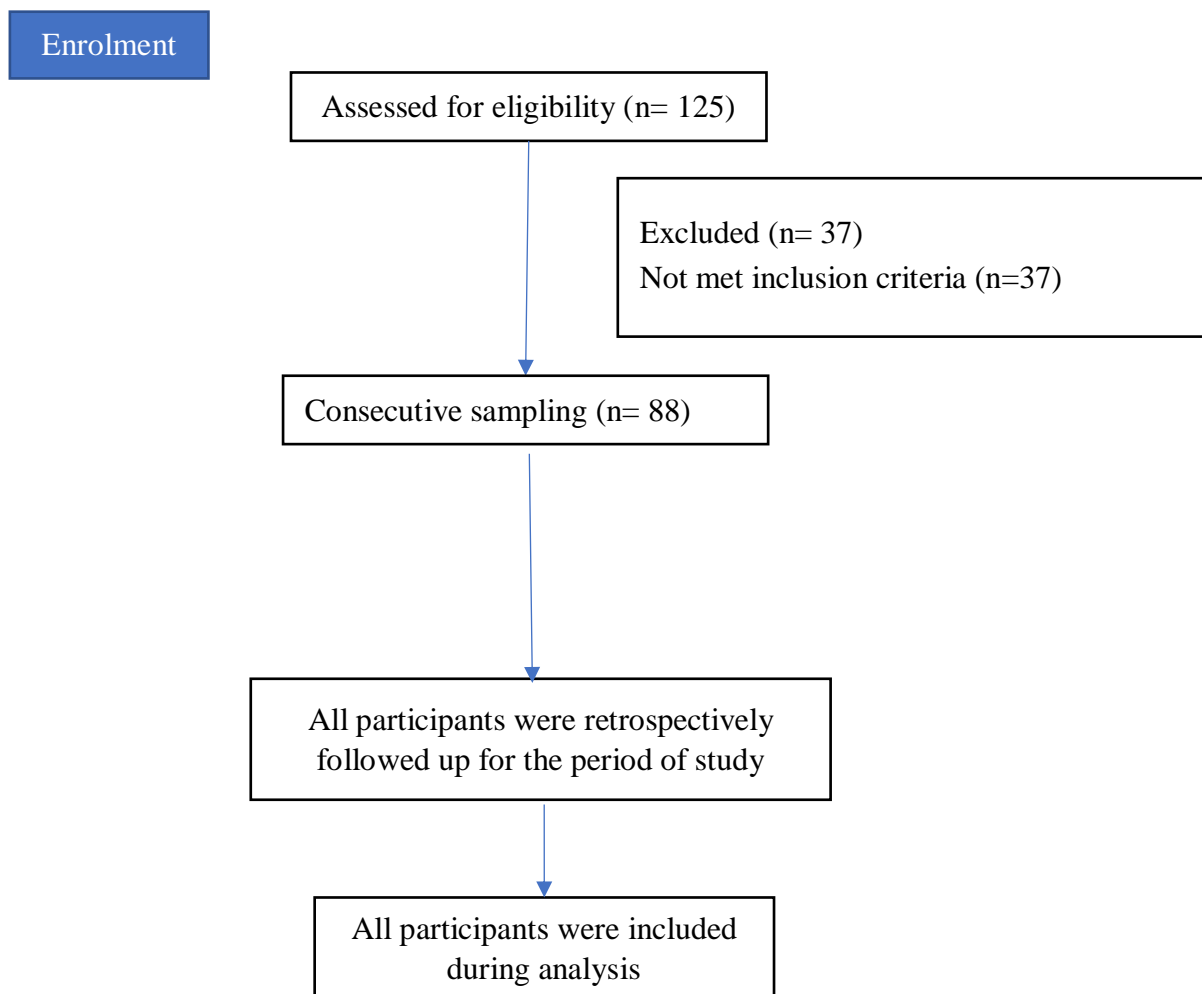 Enrolment
Assessed for eligibility (n= 125)
Excluded (n= 37)
Not met inclusion criteria (n=37)
Consecutive sampling (n= 88)
All participants were retrospectively
followed up for the period of study
All participants were included
during analysis